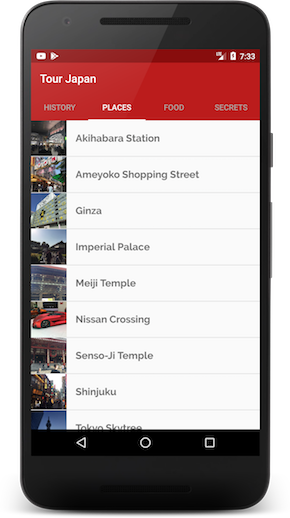 7:33
Tour Japan
HISTORY
PLACES
FOOD
SECRETS
Akihabara Station
Ameyoko Shopping Street
Ginza
Imperial Palace
Meiji Temple
Nissan Crossing
Senso-Ji Temple
Shinjuku
Tokyo Skytree